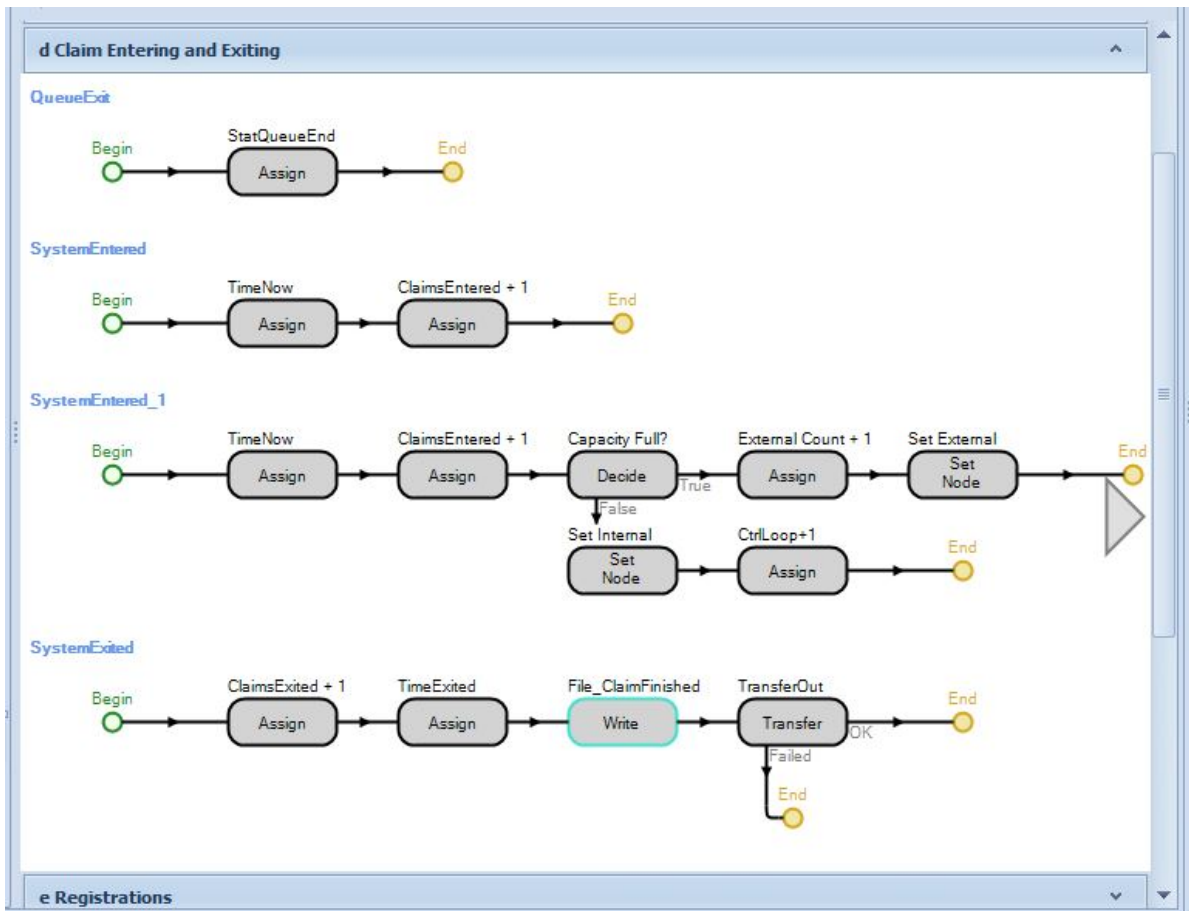 d Claim Entering and Exiting
QueueExit
Begin
StatQueueEnd
Assign
End
SystemEntered
Begin
TimeNow
Assign
ClaimsEntered + 1
Assign
End
SystemEntered_1
Begin
TimeNow
Assign
ClaimsEntered + 1
Assign
Capacity Full?
Decide
True
False
External Count + 1
Assign
Set External
Set
Node
End
Set Internal
Set
Node
CtrlLoop+1
Assign
End
SystemExited
Begin
ClaimsExited + 1
Assign
TimeExited
Assign
File_ClaimFinished
Write
TransferOut
Transfer
OK
Failed
End
End
e Registrations